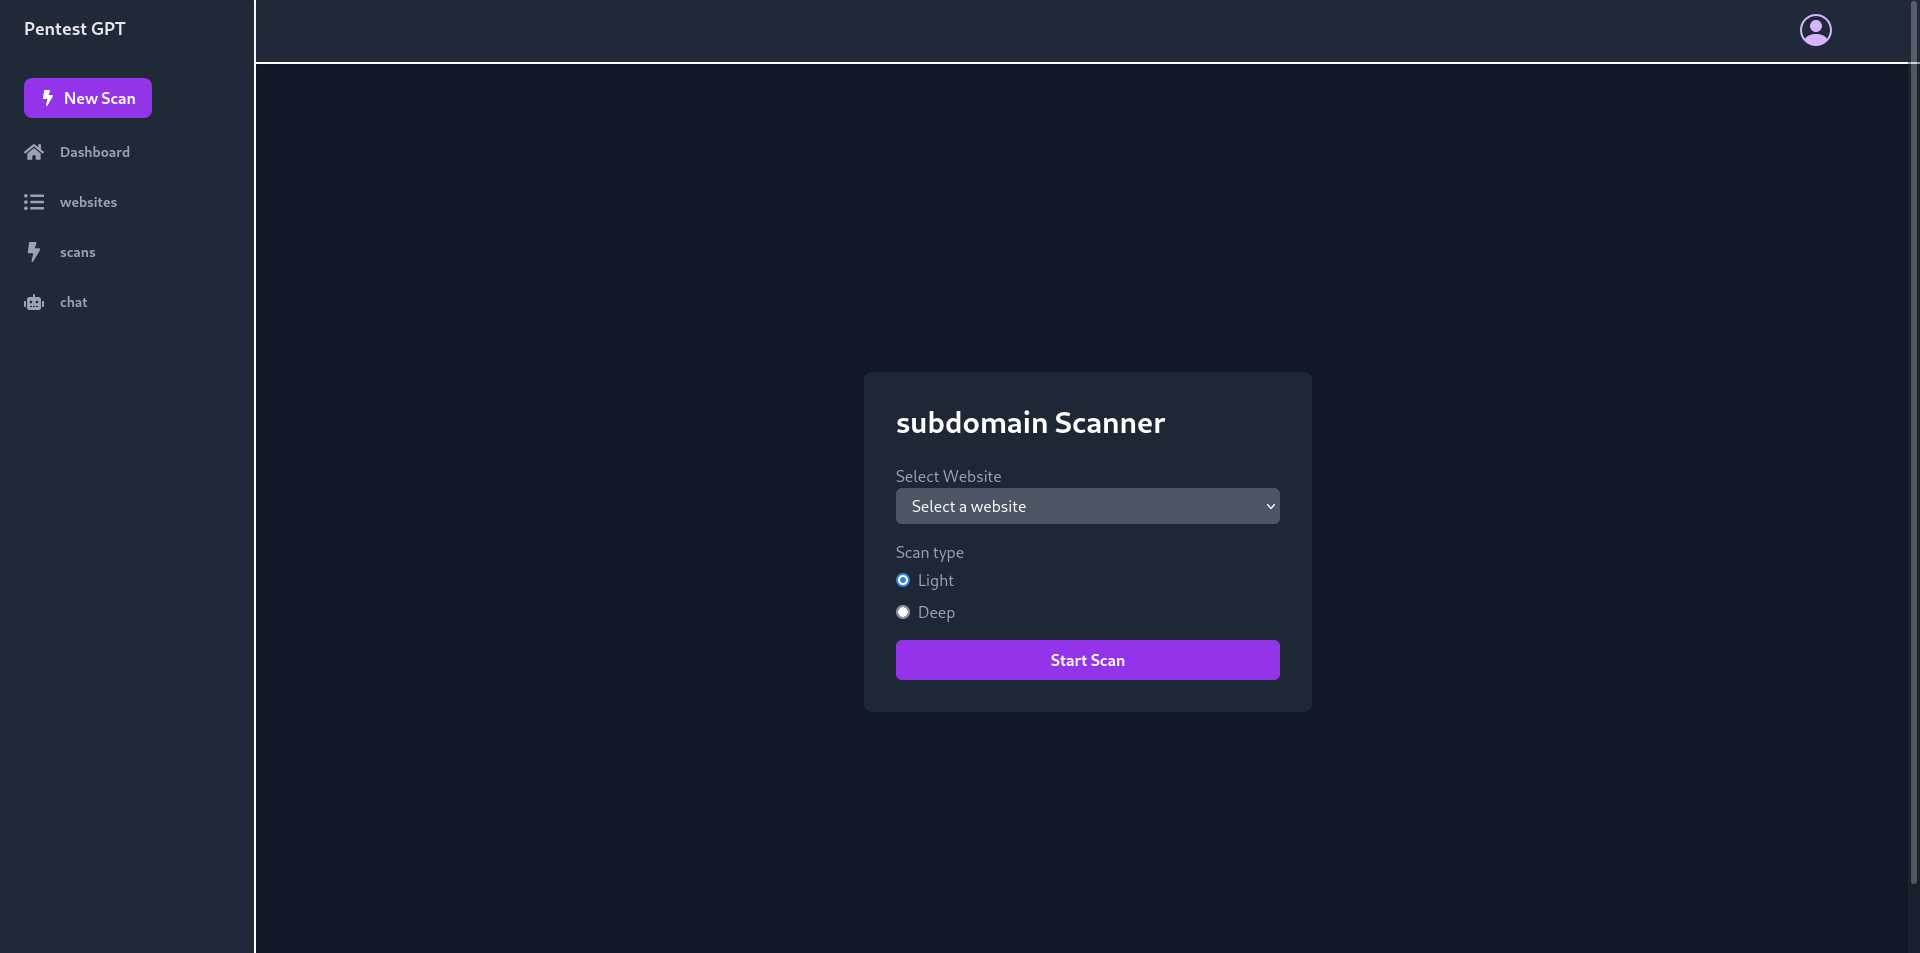 Pentest GPT
New Scan
Dashboard
websites
scans
chat
subdomain Scanner
Select Website
Select a website
Scan type
Light
Deep
Start Scan